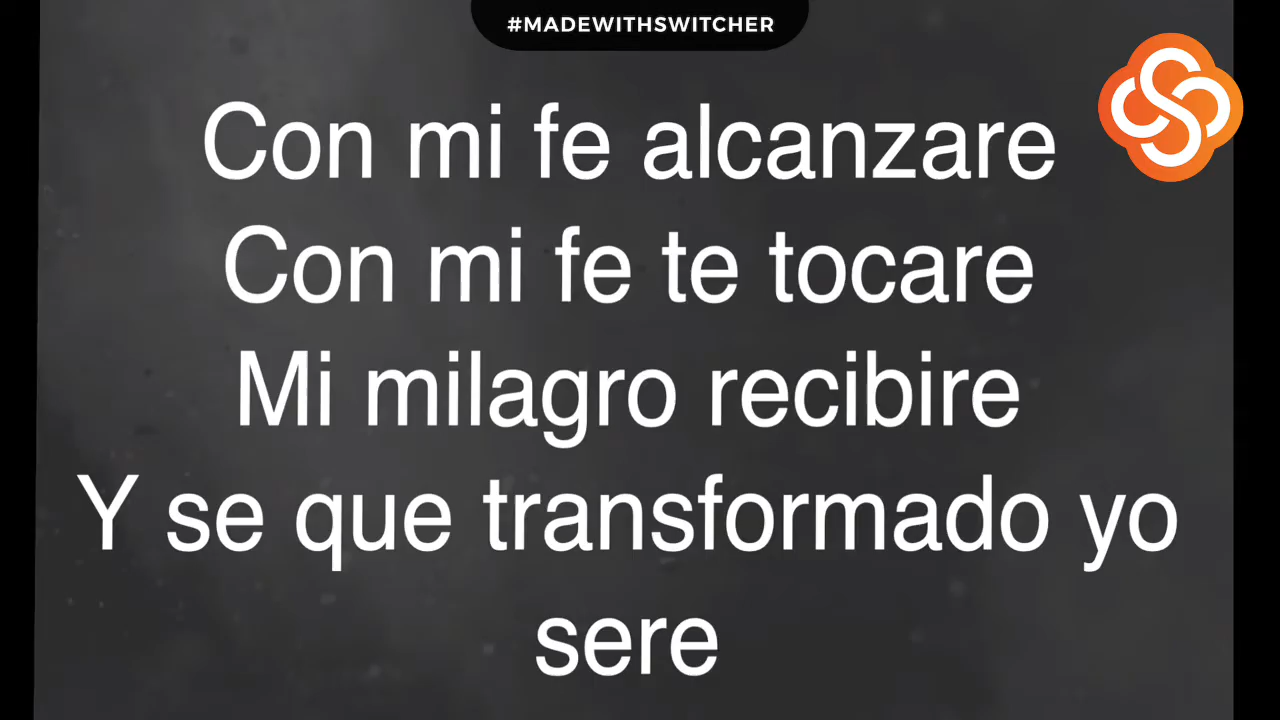 #MADEWITHSWITCHER
Con mi fe alcanzare
Con mi fe te tocare
Mi milagro recibire
Y se que transformado yo
sere